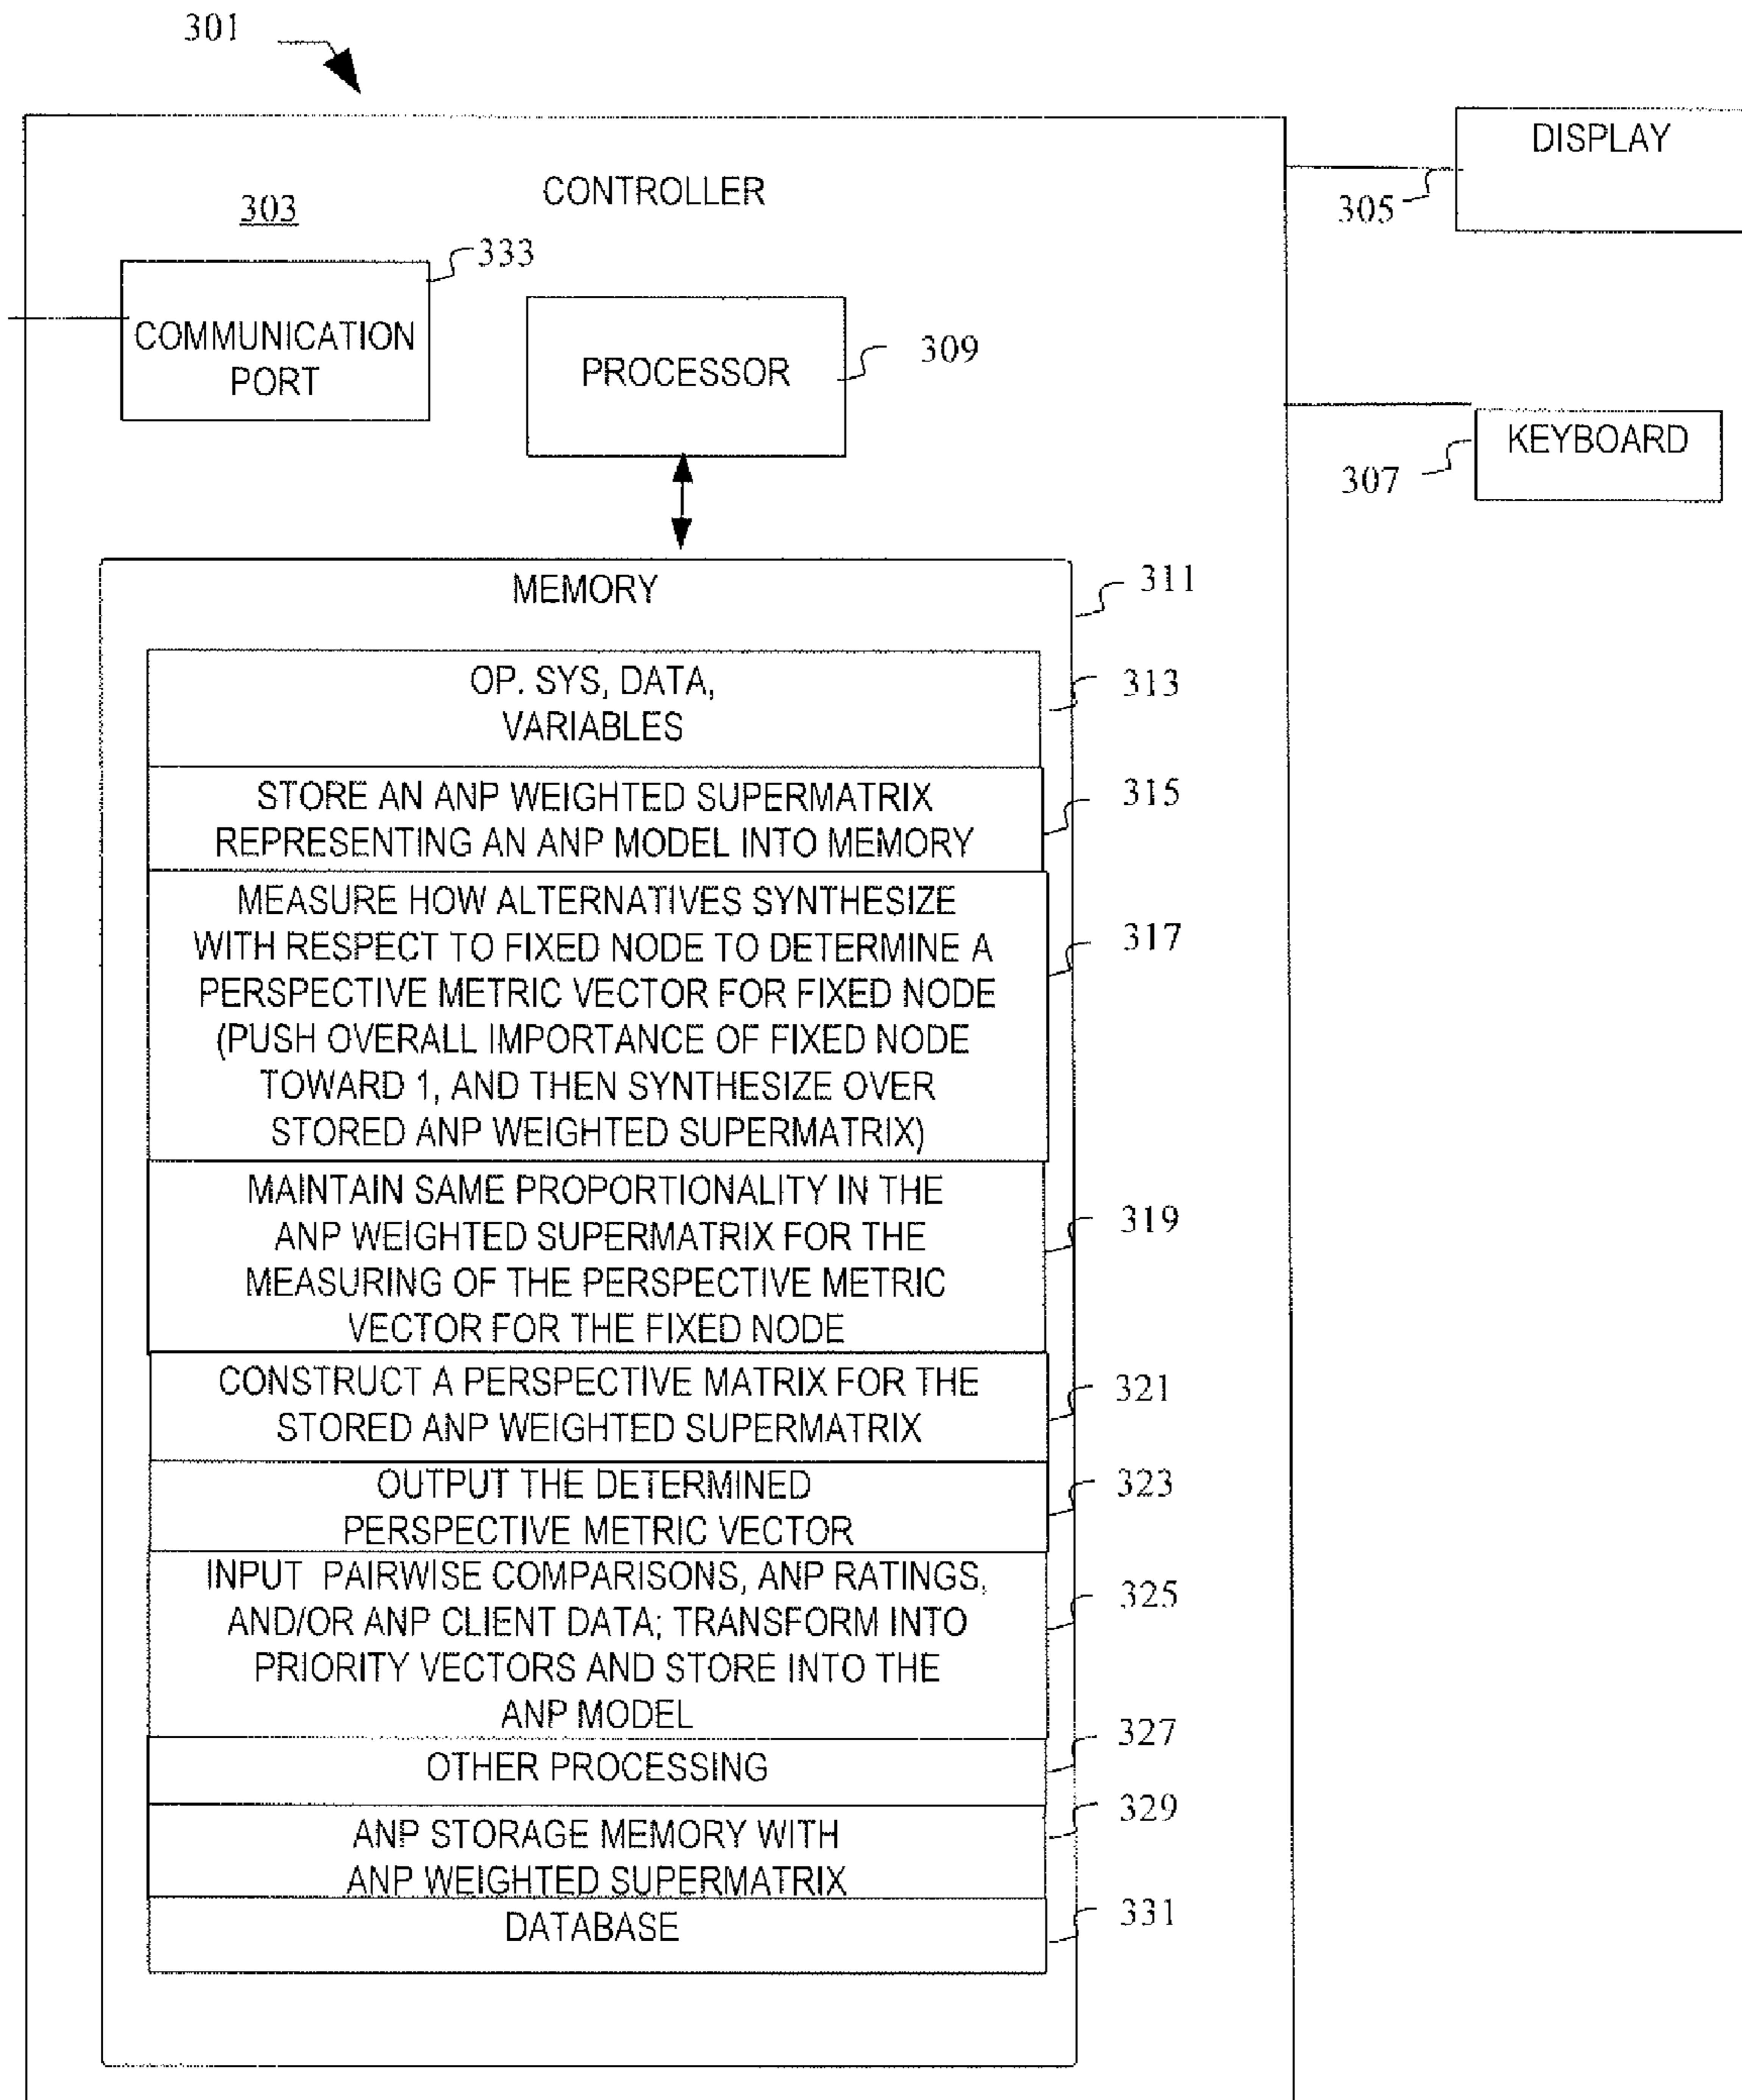 301
CONTROLLER
303
333
COMMUNICATION
PORT
PROCESSOR
309
DISPLAY
305
KEYBOARD
307
MEMORY
311
OP. SYS, DATA,
VARIABLES
313
STORE AN ANP WEIGHTED SUPERMATRIX
REPRESENTING AN ANP MODEL INTO MEMORY
315
MEASURE HOW ALTERNATIVES SYNTHESIZE
WITH RESPECT TO FIXED NODE TO DETERMINE A
PERSPECTIVE METRIC VECTOR FOR FIXED NODE
(PUSH OVERALL IMPORTANCE OF FIXED NODE
TOWARD 1, AND THEN SYNTHESIZE OVER
STORED ANP WEIGHTED SUPERMATRIX)
317
MAINTAIN SAME PROPORTIONALITY IN THE
ANP WEIGHTED SUPERMATRIX FOR THE
MEASURING OF THE PERSPECTIVE METRIC
VECTOR FOR THE FIXED NODE
319
CONSTRUCT A PERSPECTIVE MATRIX FOR THE
STORED ANP WEIGHTED SUPERMATRIX
321
OUTPUT THE DETERMINED
PERSPECTIVE METRIC VECTOR
323
INPUT PAIRWISE COMPARISONS, ANP RATINGS,
AND/OR ANP CLIENT DATA; TRANSFORM INTO
PRIORITY VECTORS AND STORE INTO THE
ANP MODEL
325
OTHER PROCESSING
327
ANP STORAGE MEMORY WITH
ANP WEIGHTED SUPERMATRIX
329
DATABASE
331